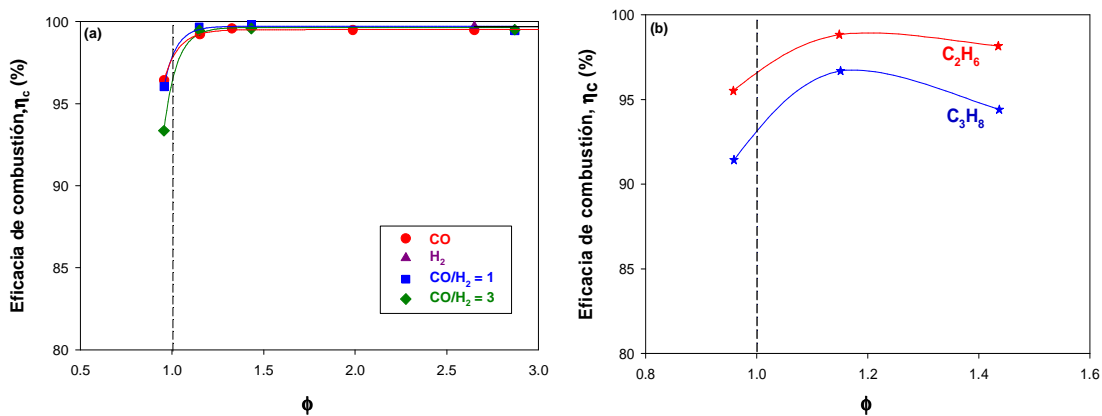 (a)
Eficacia de combustión,ηc (%)
100
95
90
85
80
CO
H2
CO/H2 = 1
CO/H2 = 3
0.5 1.0 1.5 2.0 2.5 3.0
ϕ
(b)
Eficacia de combustión, ηc (%)
100
95
90
85
80
C2H6
C3H8
0.8 1.0 1.2 1.4 1.6
ϕ